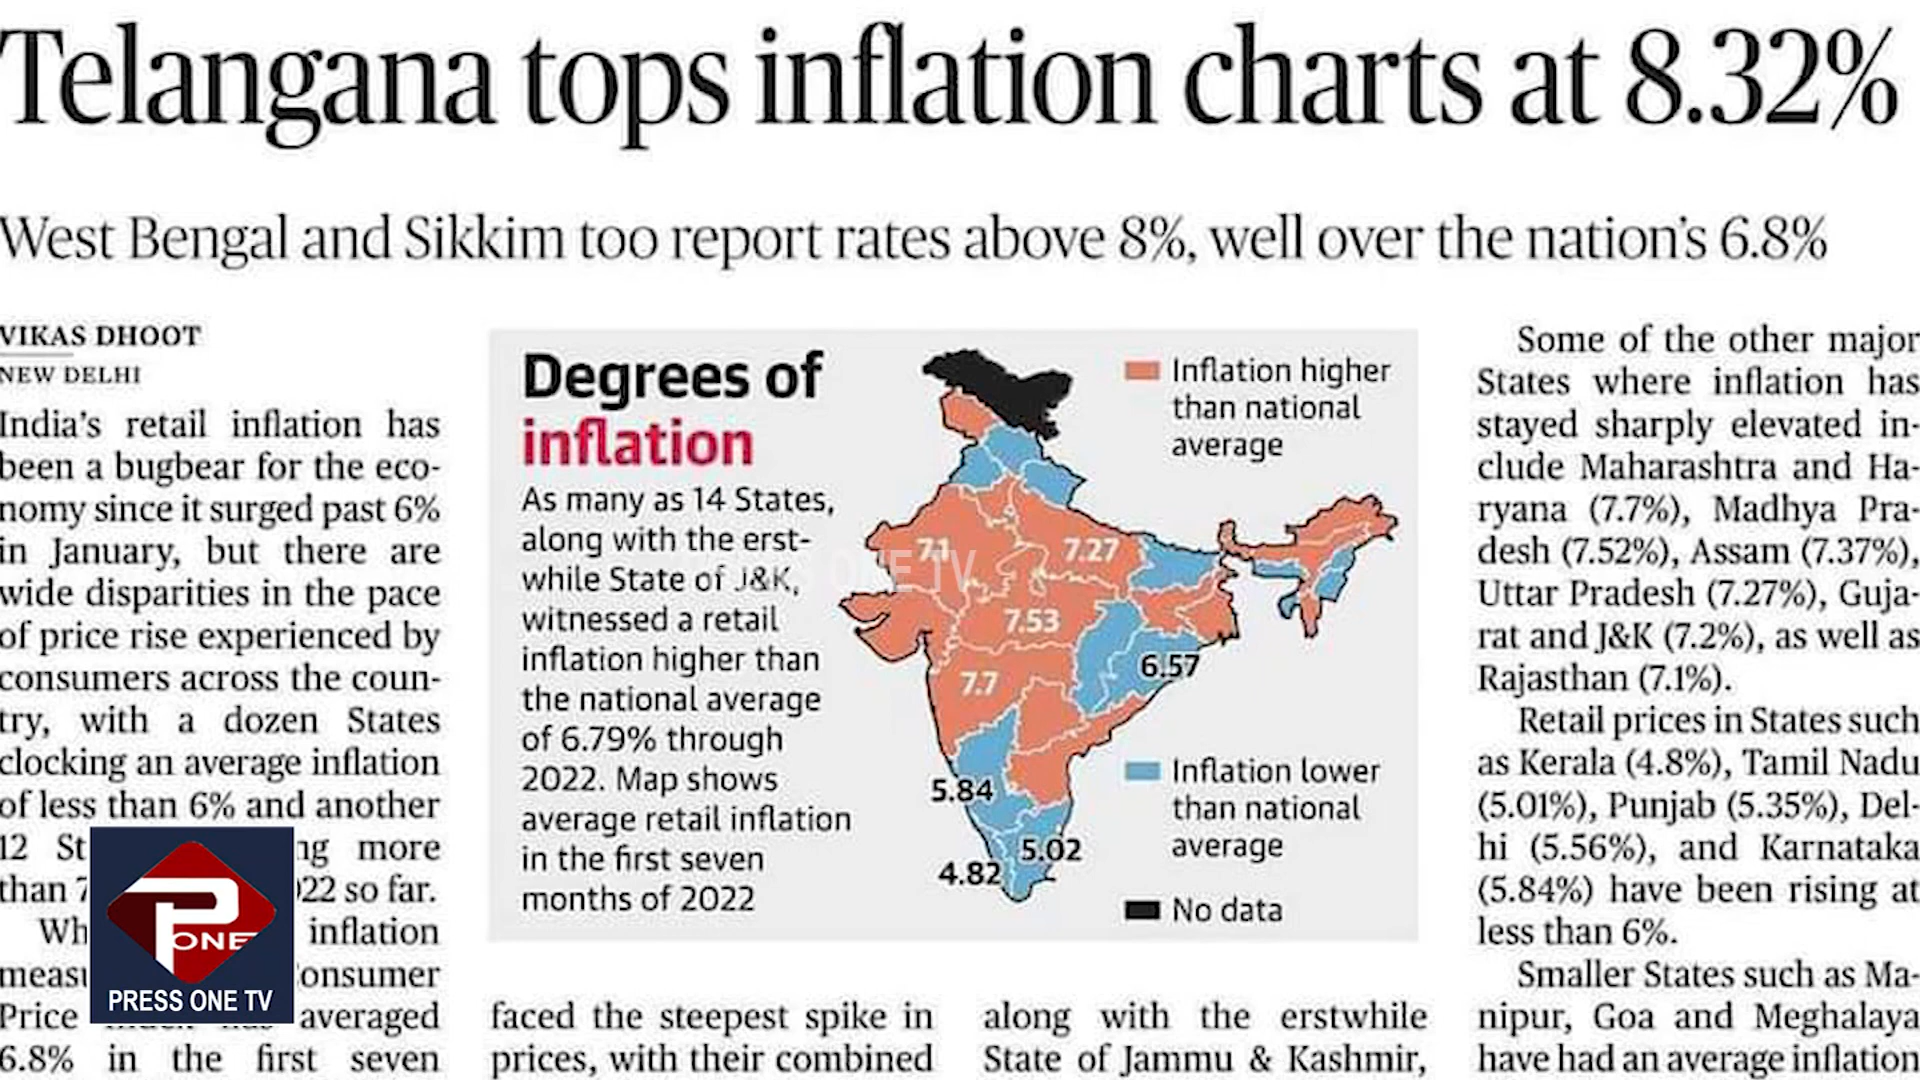 Telangana tops inflation charts at 8.32%
West Bengal and Sikkim too report rates above 8%, well over the nation's 6.8%
VIKAS DHOOT
NEW DELHI
India's retail inflation has
been a bugbear for the eco-
nomy since it surged past 6%
in January, but there are
wide disparities in the pace
of price rise experienced by
consumers across the coun-
try, with a dozen States
clocking an average inflation
of less than 6% and another
12 more
than 22 so far.
inflation
Price averaged
6.8% in the first seven
PONE
PRESS ONE TV
Degrees of
inflation
As many as 14 States,
along with the erst-
while State of J&K,
witnessed a retail
inflation higher than
the national average
of 6.79% through
2022. Map shows
average retail inflation
in the first seven
months of 2022
Inflation higher
than national
average
7.1
7.27
PRESS ONE TV
7.53
6.57
7.7
5.84
5.02
4.82
Inflation lower
than national
average
No data
faced the steepest spike in
prices, with their combined
along with the erstwhile
State of Jammu & Kashmir,
Some of the other major
States where inflation has
stayed sharply elevated in-
clude Maharashtra and Ha-
ryana (7.7%), Madhya Pra-
desh (7.52%), Assam (7.37%),
Uttar Pradesh (7.27%), Guja-
rat and J&K (7.2%), as well as
Rajasthan (7.1%).
Retail prices in States such
as Kerala (4.8%), Tamil Nadu
(5.01%), Punjab (5.35%), Del-
hi (5.56%), and Karnataka
(5.84%) have been rising at
less than 6%.
Smaller States such as Ma-
nipur, Goa and Meghalaya
have had an average inflation